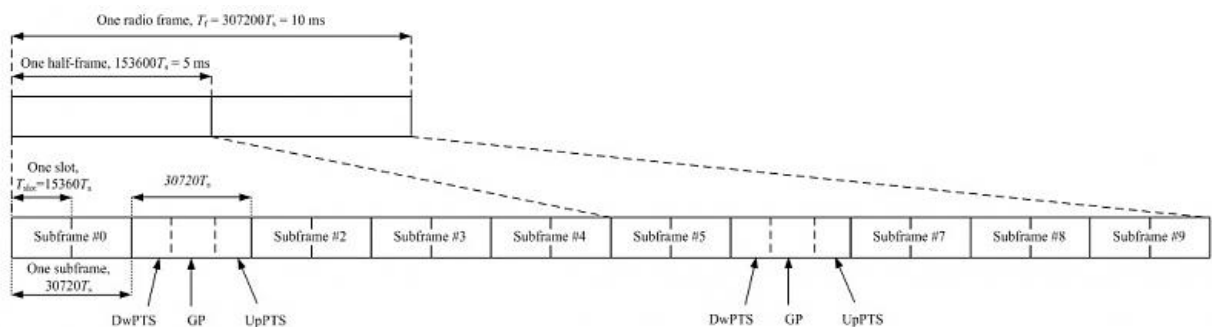 One radio frame, Tf = 307200Ts = 10 ms
One half-frame, 153600Ts = 5 ms
One slot,
Tslot=15360Ts
30720Ts
Subframe #0
Subframe #2
Subframe #3
Subframe #4
Subframe #5
Subframe #7
Subframe #8
Subframe #9
One subframe,
30720Ts
DwPTS
GP
UpPTS
DwPTS
GP
UpPTS